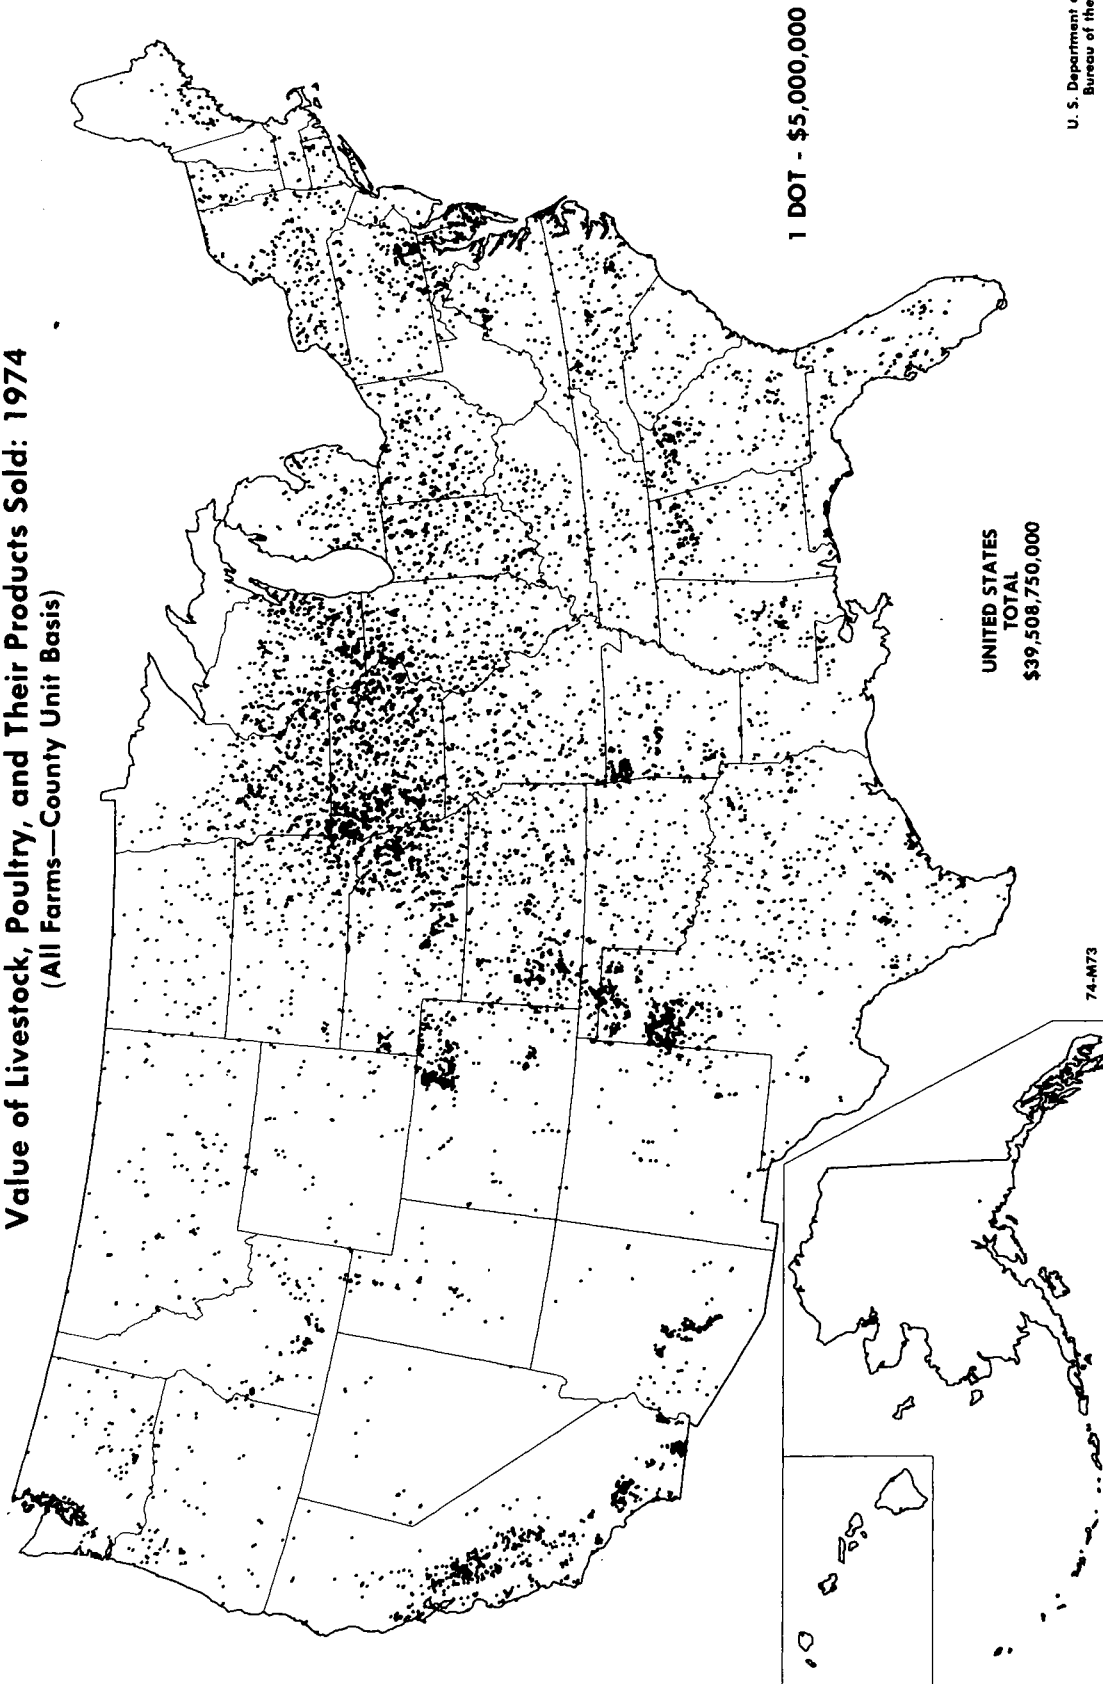 Value of Livestock, Poultry, and Their Products Sold: 1974
(All Farms—County Unit Basis)
1 DOT - $5,000,000
UNITED STATES
TOTAL
$39,508,750,000
74-M73
U. S. Department
Bureau of the